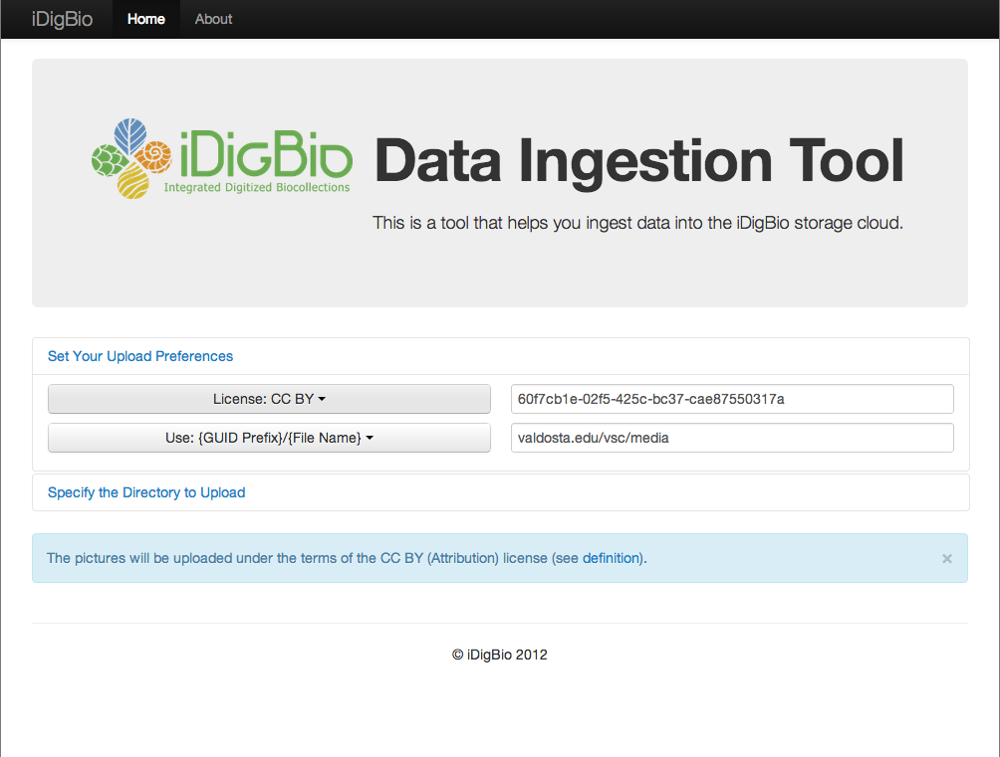 iDigBio Home About
iDigBio
Integrated Digitized Biocollections
Data Ingestion Tool
This is a tool that helps you ingest data into the iDigBio storage cloud.
Set Your Upload Preferences
License: CC BY
60f7cb1e-02f5-425c-bc37-cae87550317a
Use: {GUID Prefix}/{File Name}
valdosta.edu/vsc/media
Specify the Directory to Upload
The pictures will be uploaded under the terms of the CC BY (Attribution) license (see definition). ×
© iDigBio 2012